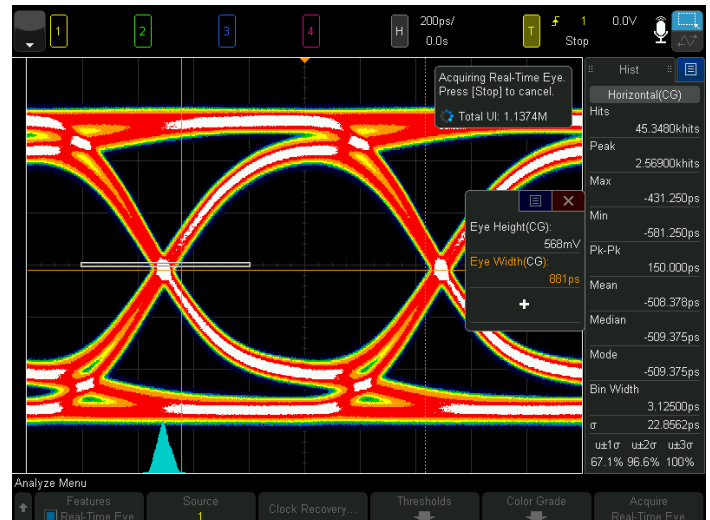 1
2
3
4
H
200ps/
0.0s
T
1
0.0V
Stop
Acquiring Real-Time Eye.
Press [Stop] to cancel.
Total UI: 1.1374M
Eye Height(CG):
568mV
Eye Width(CG):
881ps
Hist
Horizontal(CG)
Hits
45.3480khits
Peak
2.56900khits
Max
-431.250ps
Min
-581.250ps
Pk-Pk
150.000ps
Mean
-508.378ps
Median
-509.375ps
Mode
-509.375ps
Bin Width
3.12500ps
σ
22.8562ps
u±1σ u±2σ u±3σ
67.1% 96.6% 100%
Analyze Menu
Features
Real-Time Eye
Source
1
Clock Recovery...
Thresholds
Color Grade
Acquire
Real-Time Eye